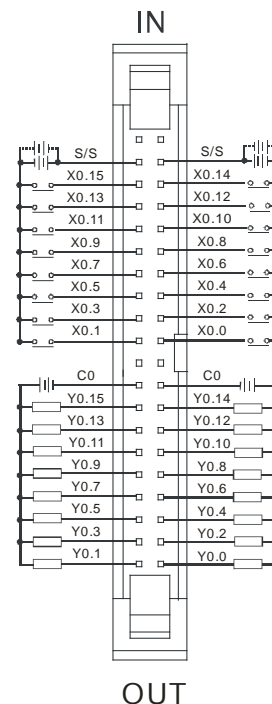 IN
S/S S/S
X0.15 X0.14
X0.13 X0.12
X0.11 X0.10
X0.9 X0.8
X0.7 X0.6
X0.5 X0.4
X0.3 X0.2
X0.1 X0.0
C0 C0
Y0.15 Y0.14
Y0.13 Y0.12
Y0.11 Y0.10
Y0.9 Y0.8
Y0.7 Y0.6
Y0.5 Y0.4
Y0.3 Y0.2
Y0.1 Y0.0
OUT